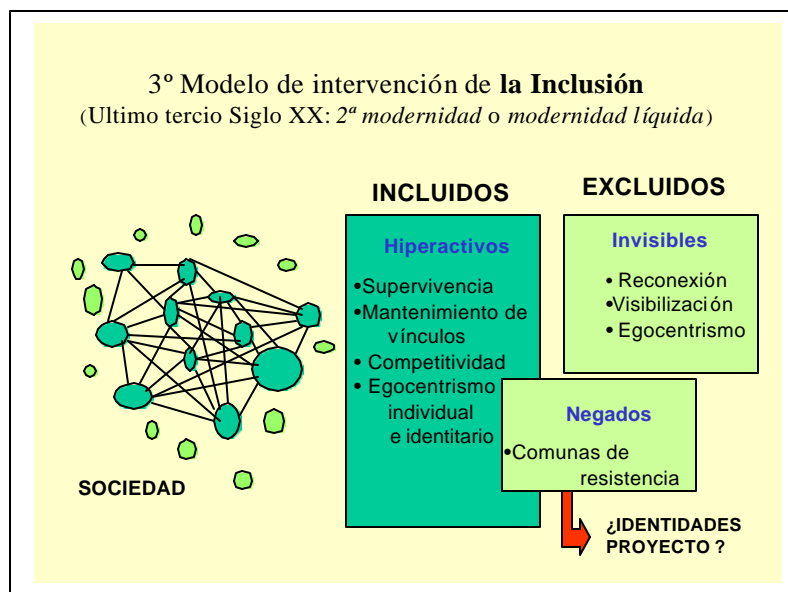 3º Modelo de intervención de la Inclusión
(Ultimo tercio Siglo XX: 2ª modernidad o modernidad líquida)
INCLUIDOS
Hiperactivos
•Supervivencia
•Mantenimiento de
vínculos
• Competitividad
• Egocentrismo
individual
e identitario
EXCLUIDOS
Invisibles
• Reconexión
•Visibilización
• Egocentrismo
Negados
•Comunas de
resistencia
SOCIEDAD
¿IDENTIDADES
PROYECTO ?